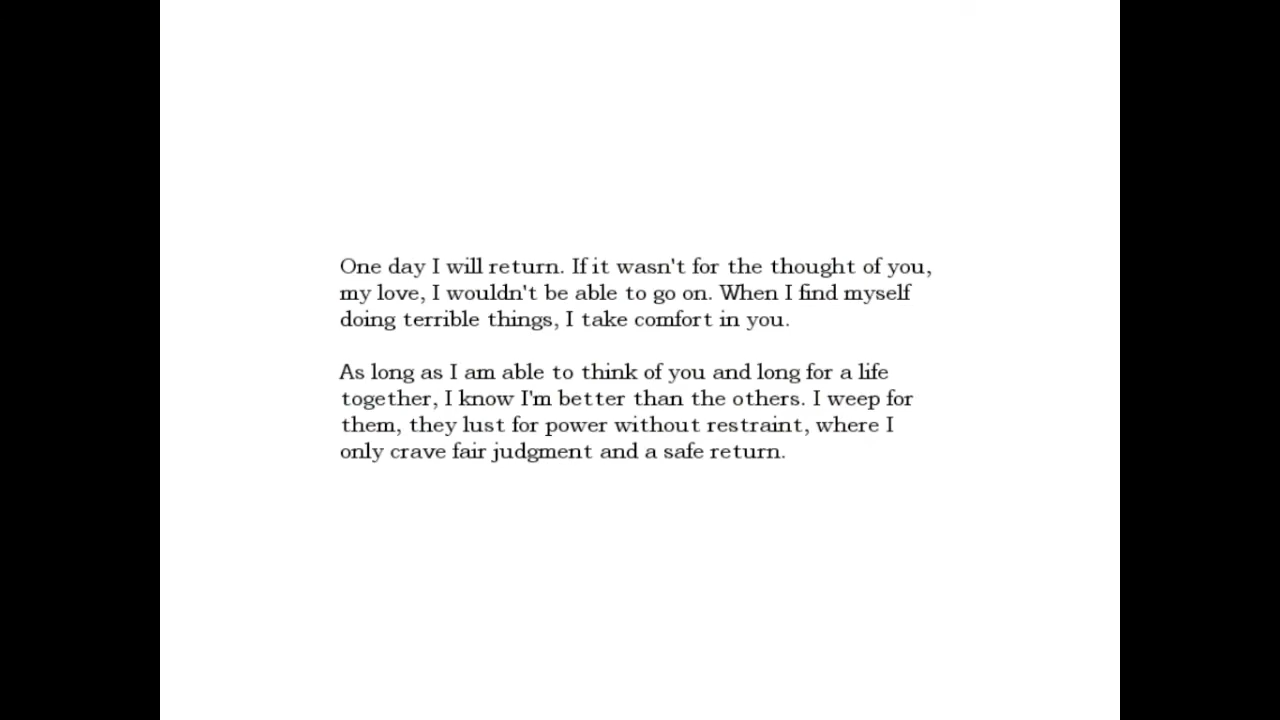 One day I will return. If it wasn't for the thought of you,
my love, I wouldn't be able to go on. When I find myself
doing terrible things, I take comfort in you.
As long as I am able to think of you and long for a life
together, I know I'm better than the others. I weep for
them, they lust for power without restraint, where I
only crave fair judgment and a safe return.